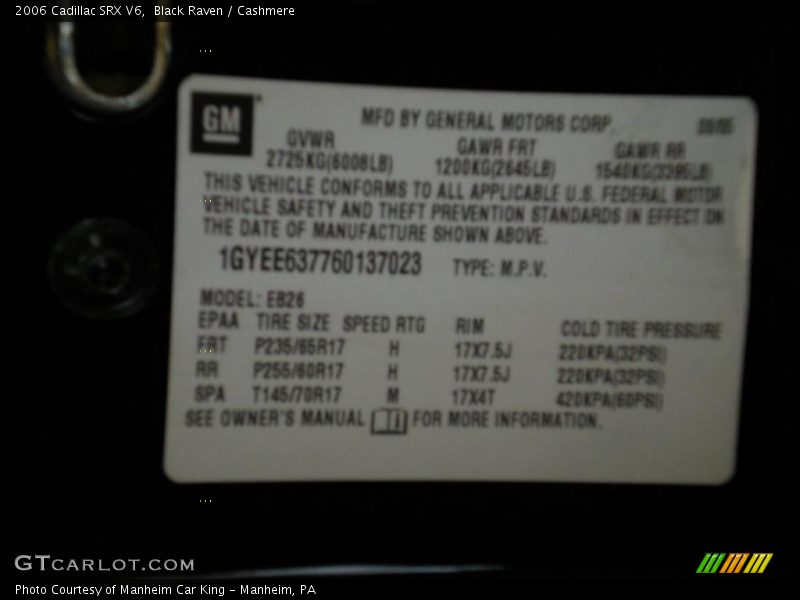 2006 Cadillac SRX V6, Black Raven / Cashmere
GM
MFD BY GENERAL MOTORS CORP.
GVWR GAWR FRT GAWR RR
2725KG(6008LB) 1200KG(2645LB) 1540KG(3395LB)
THIS VEHICLE CONFORMS TO ALL APPLICABLE U.S. FEDERAL MOTOR
VEHICLE SAFETY AND THEFT PREVENTION STANDARDS IN EFFECT ON
THE DATE OF MANUFACTURE SHOWN ABOVE.
1GYEE637760137023 TYPE: M.P.V.
MODEL: EB26
EPAA TIRE SIZE SPEED RTG RIM COLD TIRE PRESSURE
FRT P235/65R17 H 17X7.5J 220KPA(32PSI)
RR P255/60R17 H 17X7.5J 220KPA(32PSI)
SPA T145/70R17 M 17X4T 420KPA(60PSI)
SEE OWNER'S MANUAL FOR MORE INFORMATION.
GTCARLOT.COM
Photo Courtesy of Manheim Car King - Manheim, PA